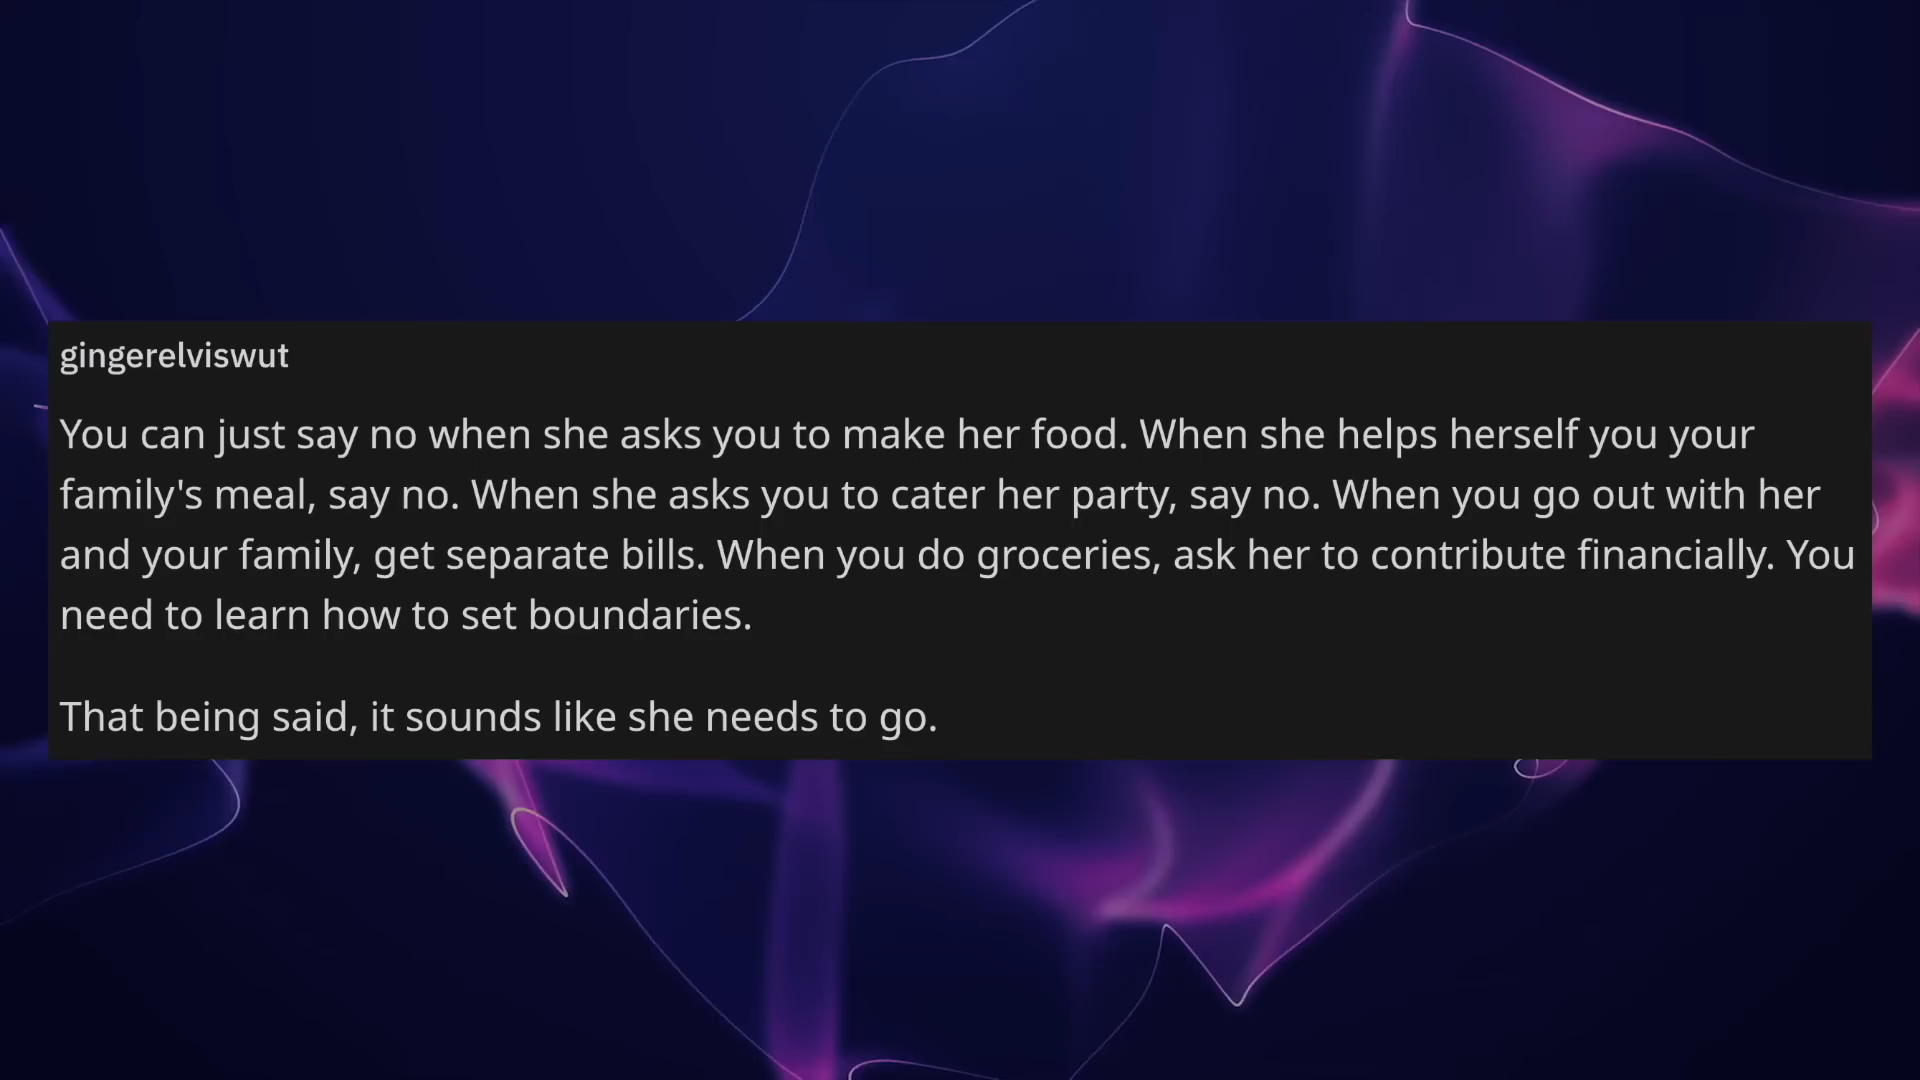 gingerelviswut
You can just say no when she asks you to make her food. When she helps herself you your
family's meal, say no. When she asks you to cater her party, say no. When you go out with her
and your family, get separate bills. When you do groceries, ask her to contribute financially. You
need to learn how to set boundaries.
That being said, it sounds like she needs to go.